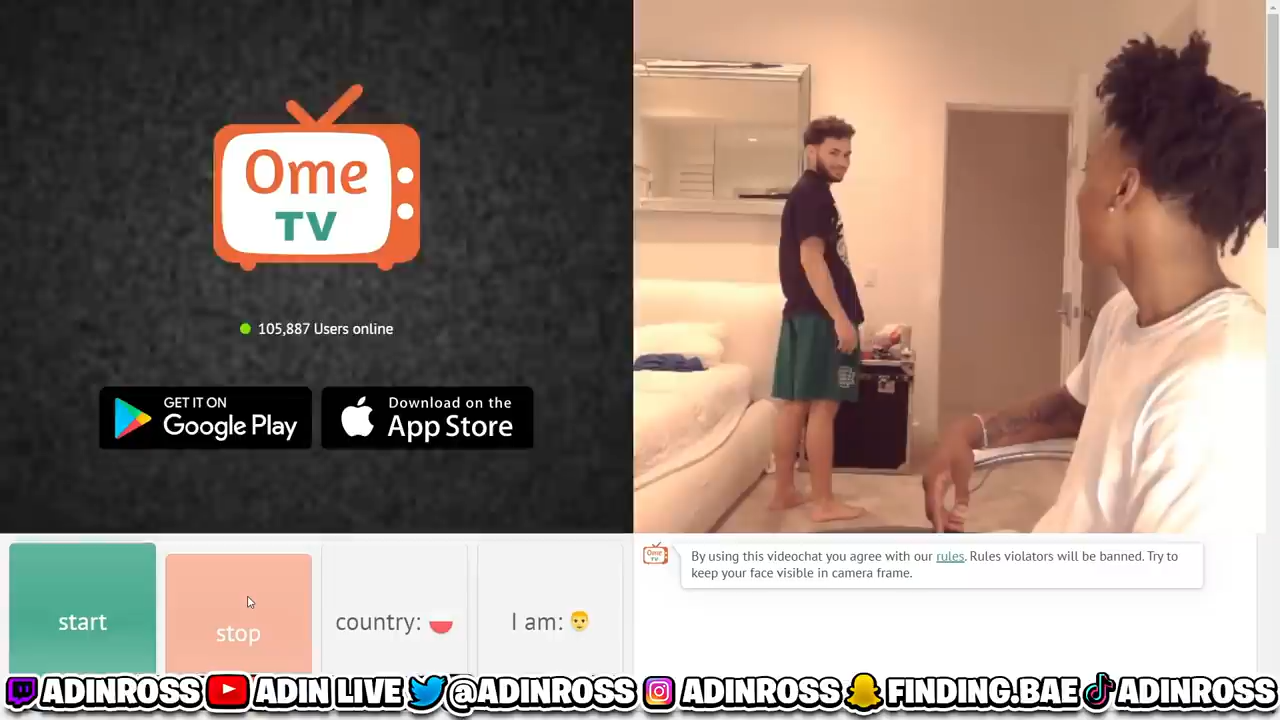 Ome
TV
105,887 Users online
GET IT ON
Google Play
Download on the
App Store
By using this videochat you agree with our rules. Rules violators will be banned. Try to
keep your face visible in camera frame.
start
stop
country:
I am:
ADINROSS ADIN LIVE @ADINROSS ADINROSS FINDING.BAE ADINROSS